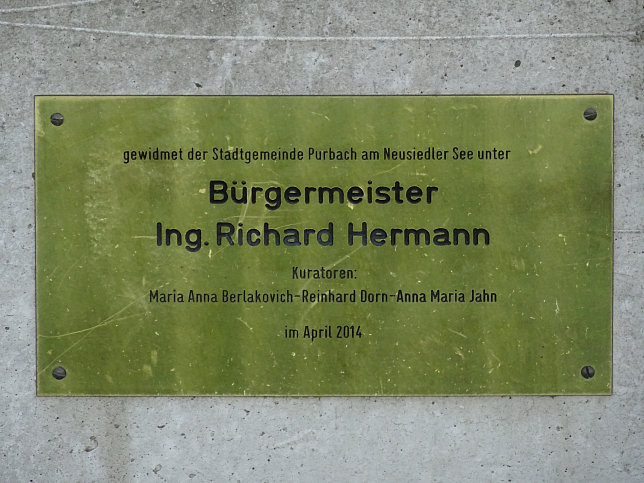 gewidmet der Stadtgemeinde Purbach am Neusiedler See unter
Bürgermeister
Ing. Richard Hermann
Kuratoren:
Maria Anna Berlakovich-Reinhard Dorn-Anna Maria Jahn
im April 2014